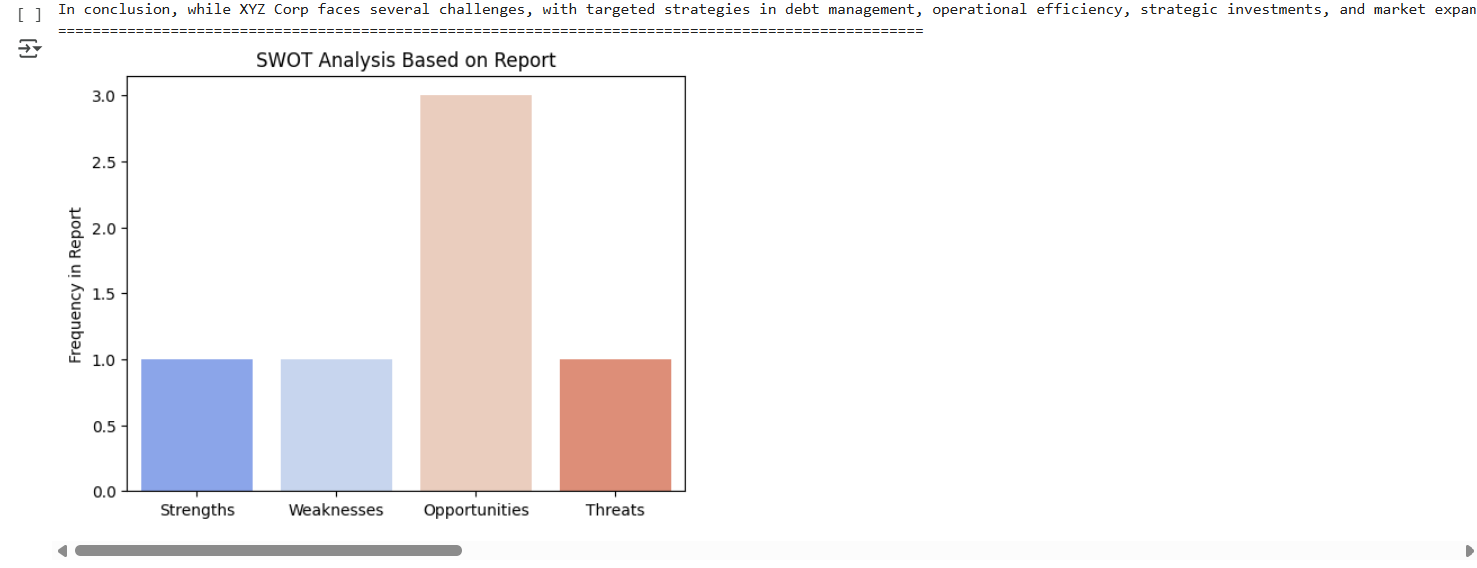 [ ] In conclusion, while XYZ Corp faces several challenges, with targeted strategies in debt management, operational efficiency, strategic investments, and market expan
====================================================================================================
SWOT Analysis Based on Report
3.0
2.5
2.0
1.5
1.0
0.5
0.0
Frequency in Report
Strengths Weaknesses Opportunities Threats